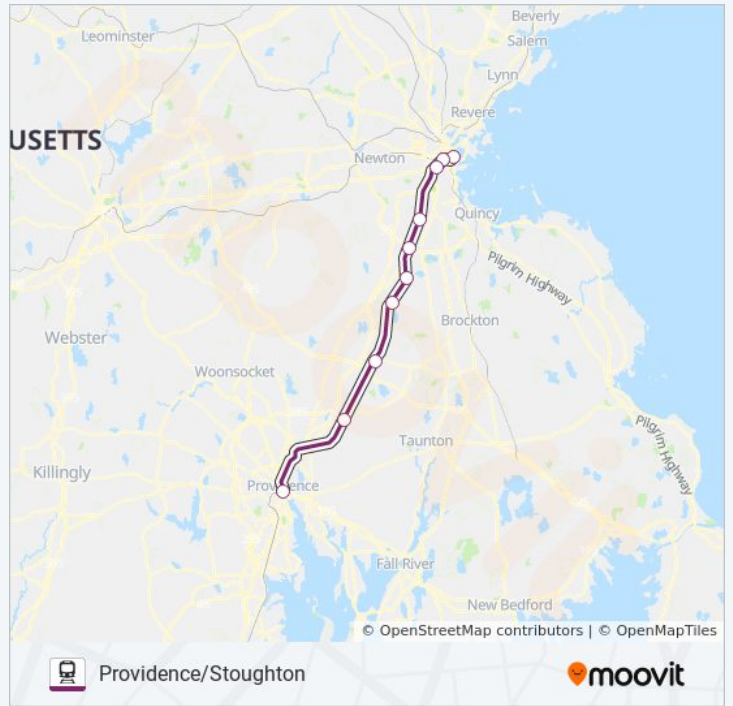 Beverly
Leominster
Salem
Lynn
Revere
USETTS
Newton
Quincy
Pilgrim Highway
Brockton
Webster
Woonsocket
Taunton
Pilgrim Highway
Killingly
Providence
Fall River
New Bedford
© OpenStreetMap contributors | © OpenMapTiles
Providence/Stoughton
moovit